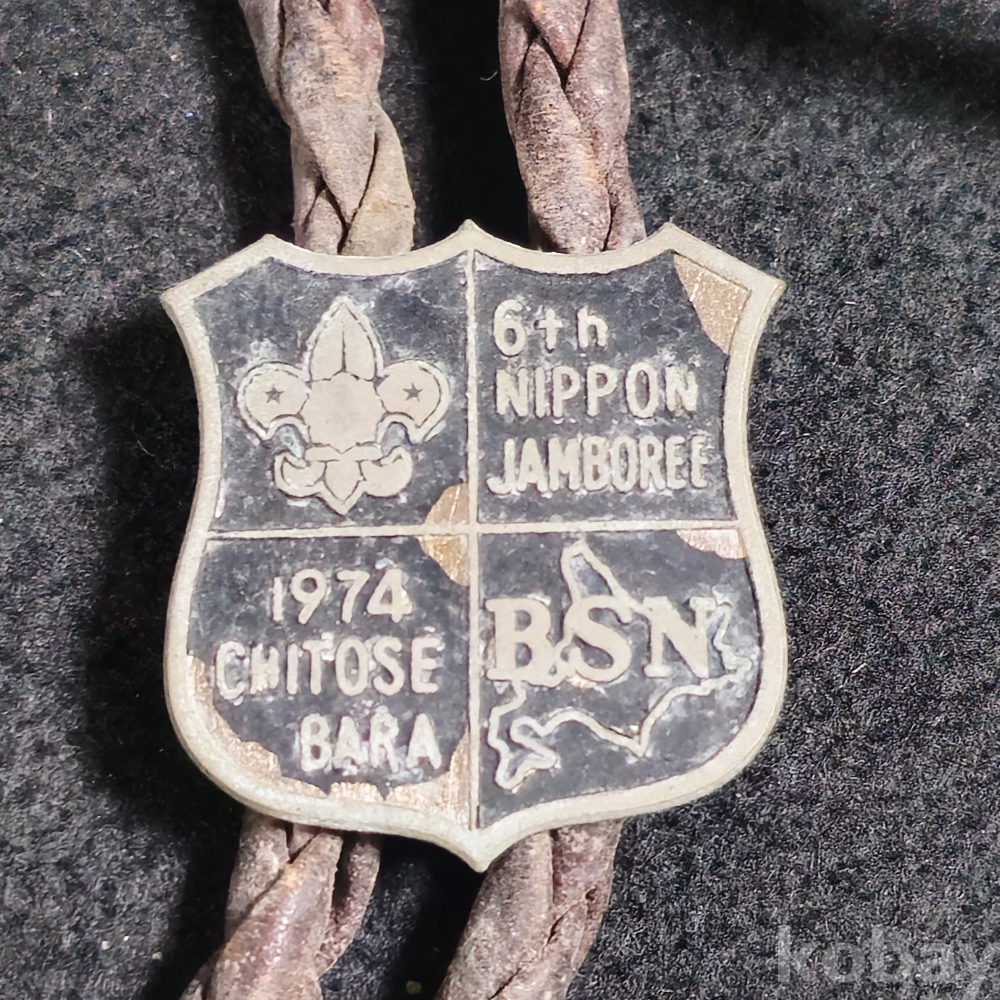 6th
NIPPON
JAMBOREE
1974
CHITOSE
BARA
BSN
kobay